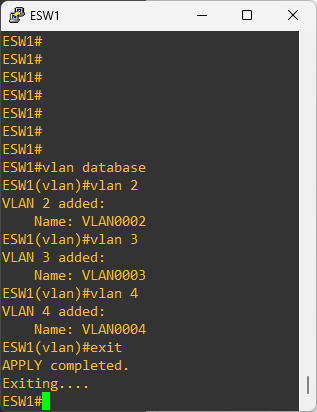 ESW1
ESW1#
ESW1#
ESW1#
ESW1#
ESW1#
ESW1#
ESW1#
ESW1#vlan database
ESW1(vlan)#vlan 2
VLAN 2 added:
    Name: VLAN0002
ESW1(vlan)#vlan 3
VLAN 3 added:
    Name: VLAN0003
ESW1(vlan)#vlan 4
VLAN 4 added:
    Name: VLAN0004
ESW1(vlan)#exit
APPLY completed.
Exiting....
ESW1#